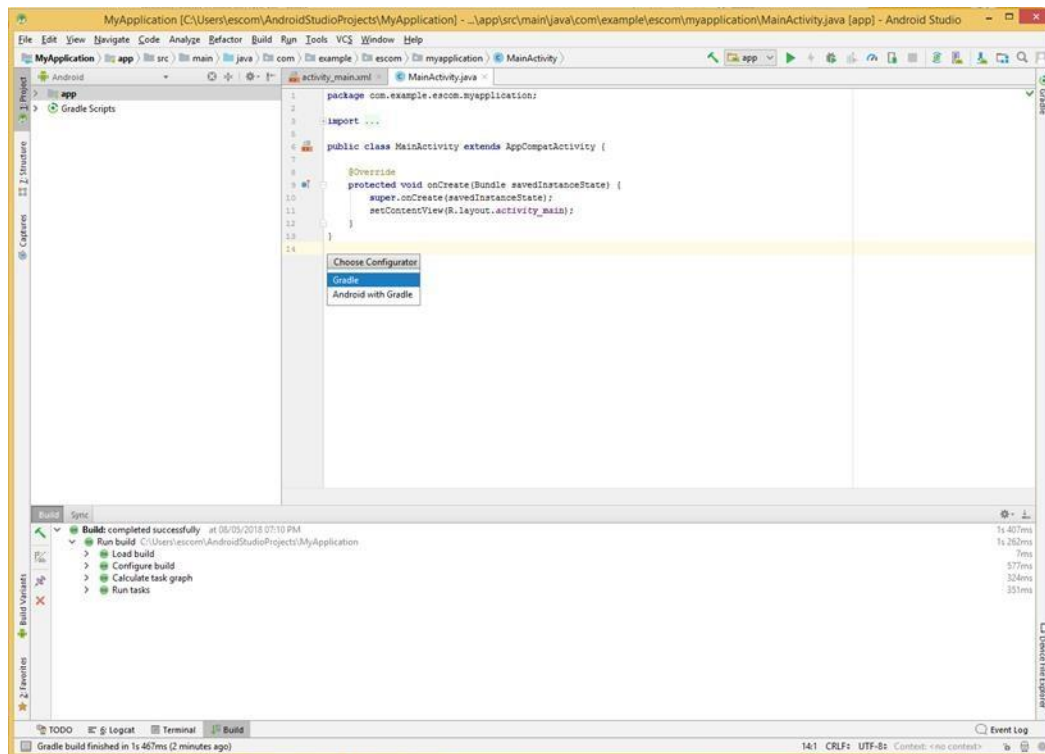 MyApplication [C:\Users\escom\AndroidStudioProjects\MyApplication] - ...\app\src\main\java\com\example\escom\myapplication\MainActivity.java [app] - Android Studio
File Edit View Navigate Code Analyze Refactor Build Run Tools VCS Window Help
MyApplication app src main java com example escom myapplication MainActivity
app
Android
activity_main.xml
MainActivity.java
1: Project
app
Gradle Scripts
7: Structure
Captures
Gradle
1 package com.example.escom.myapplication;
2
3 import ...
5
6 public class MainActivity extends AppCompatActivity {
7
8 @Override
9 protected void onCreate(Bundle savedInstanceState) {
10 super.onCreate(savedInstanceState);
11 setContentView(R.layout.activity_main);
12 }
13 }
14
Choose Configurator
Gradle
Android with Gradle
Build Sync
Build: completed successfully at 08/05/2018 07:10 PM 1s 407ms
Run build C:\Users\escom\AndroidStudioProjects\MyApplication 1s 262ms
Load build 7ms
Configure build 577ms
Calculate task graph 324ms
Run tasks 351ms
Build Variants
2: Favorites
Device File Explorer
TODO 6: Logcat Terminal Build Event Log
Gradle build finished in 1s 467ms (2 minutes ago) 14:1 CRLF÷ UTF-8÷ Context: <no context>